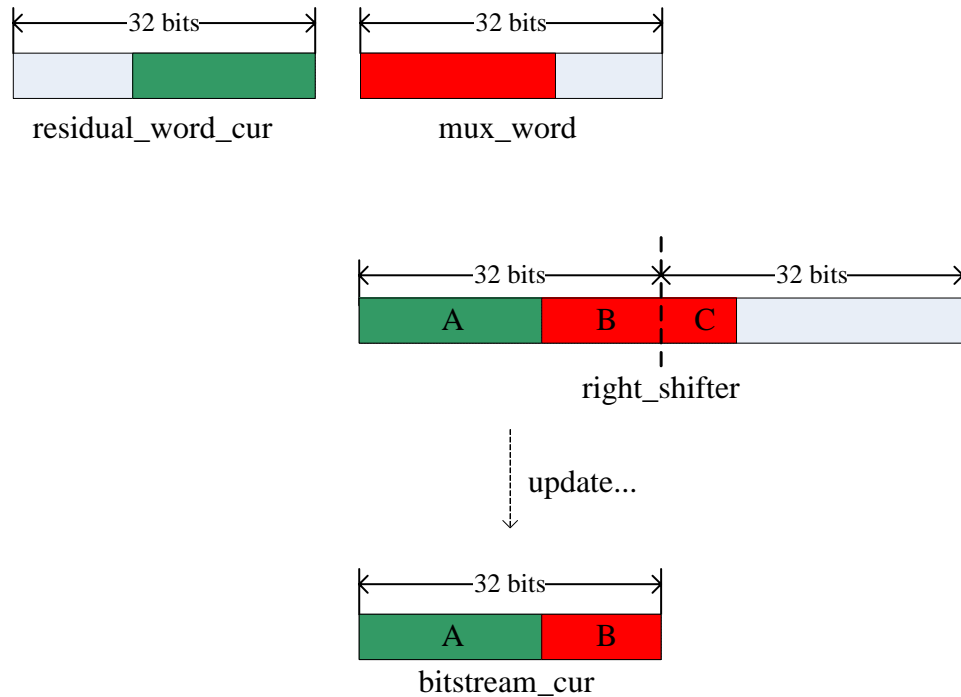 32 bits 32 bits
residual_word_cur mux_word
32 bits 32 bits
A B C
right_shifter
update...
32 bits
A B
bitstream_cur